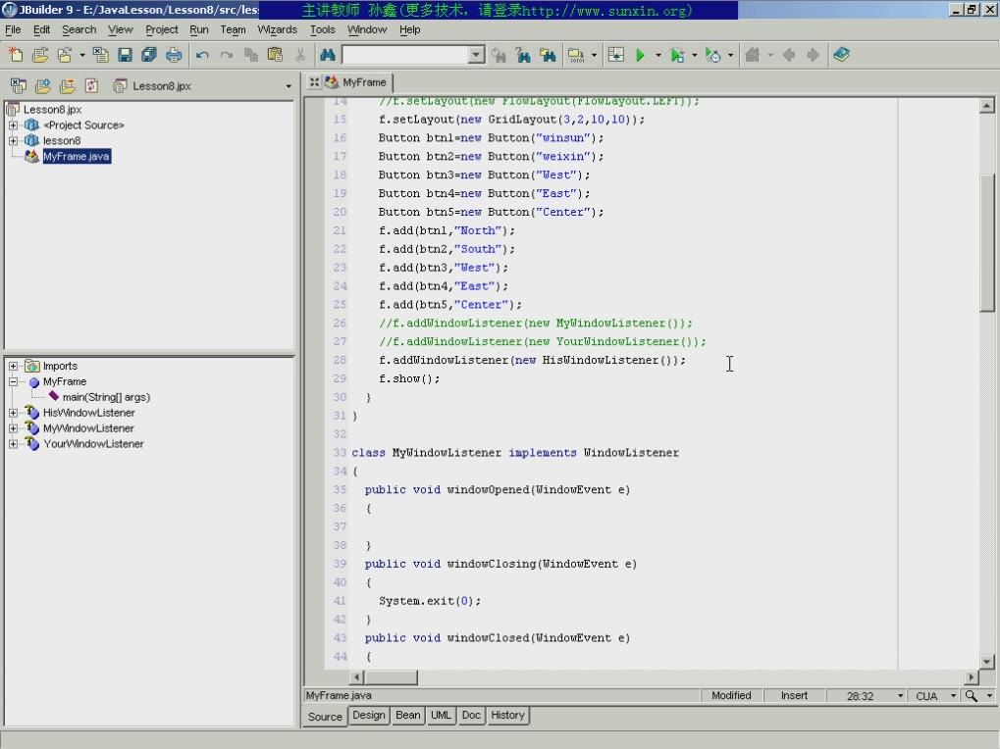 JBuilder 9 - E:/JavaLesson/Lesson8/src/les
主讲教师 孙鑫(更多技术，请登录http://www.sunxin.org)
File Edit Search View Project Run Team Wizards Tools Window Help
Lesson8.jpx
MyFrame
Lesson8.jpx
<Project Source>
lesson8
MyFrame.java
Imports
MyFrame
main(String[] args)
HisWindowListener
MyWindowListener
YourWindowListener
14 //f.setLayout(new FlowLayout(FlowLayout.LEFT));
15 f.setLayout(new GridLayout(3,2,10,10));
16 Button btn1=new Button("winsun");
17 Button btn2=new Button("weixin");
18 Button btn3=new Button("West");
19 Button btn4=new Button("East");
20 Button btn5=new Button("Center");
21 f.add(btn1,"North");
22 f.add(btn2,"South");
23 f.add(btn3,"West");
24 f.add(btn4,"East");
25 f.add(btn5,"Center");
26 //f.addWindowListener(new MyWindowListener());
27 //f.addWindowListener(new YourWindowListener());
28 f.addWindowListener(new HisWindowListener());
29 f.show();
30 }
31 }
32
33 class MyWindowListener implements WindowListener
34 {
35 public void windowOpened(WindowEvent e)
36 {
37
38 }
39 public void windowClosing(WindowEvent e)
40 {
41 System.exit(0);
42 }
43 public void windowClosed(WindowEvent e)
44 {
MyFrame.java Modified Insert 28:32 CUA
Source Design Bean UML Doc History